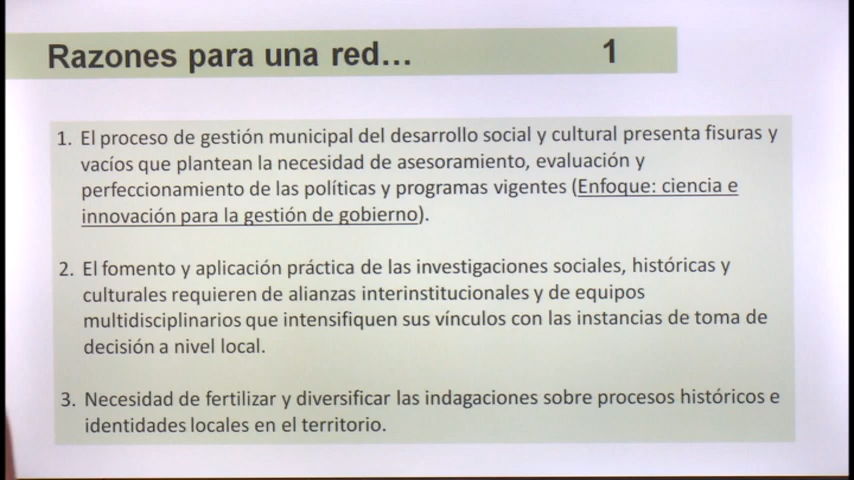 Razones para una red... 1
1. El proceso de gestión municipal del desarrollo social y cultural presenta fisuras y
vacíos que plantean la necesidad de asesoramiento, evaluación y
perfeccionamiento de las políticas y programas vigentes (Enfoque: ciencia e
innovación para la gestión de gobierno).
2. El fomento y aplicación práctica de las investigaciones sociales, históricas y
culturales requieren de alianzas interinstitucionales y de equipos
multidisciplinarios que intensifiquen sus vínculos con las instancias de toma de
decisión a nivel local.
3. Necesidad de fertilizar y diversificar las indagaciones sobre procesos históricos e
identidades locales en el territorio.